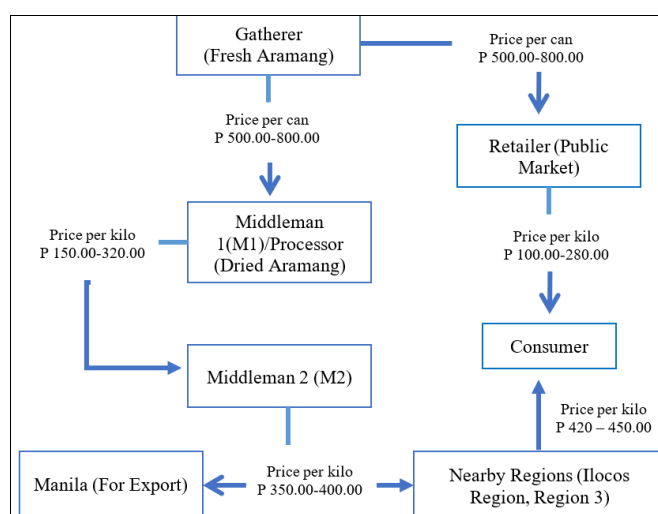 Gatherer
(Fresh Aramang)
Price per can
P 500.00-800.00
Price per can
P 500.00-800.00
Retailer (Public
Market)
Middleman
1(M1)/Processor
(Dried Aramang)
Price per kilo
P 150.00-320.00
Price per kilo
P 100.00-280.00
Consumer
Middleman 2 (M2)
Price per kilo
P 420 – 450.00
Manila (For Export)
Price per kilo
P 350.00-400.00
Nearby Regions (Ilocos
Region, Region 3)